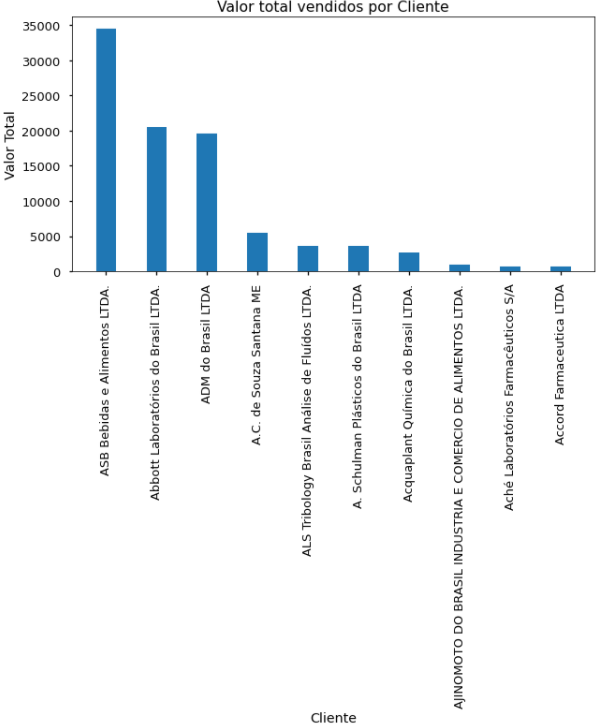 Valor total vendidos por Cliente
Valor Total
35000
30000
25000
20000
15000
10000
5000
0
ASB Bebidas e Alimentos LTDA.
Abbott Laboratórios do Brasil LTDA.
ADM do Brasil LTDA
A.C. de Souza Santana ME
ALS Tribology Brasil Análise de Fluídos LTDA.
A. Schulman Plásticos do Brasil LTDA
Acquaplant Química do Brasil LTDA.
AJINOMOTO DO BRASIL INDUSTRIA E COMERCIO DE ALIMENTOS LTDA.
Aché Laboratórios Farmacêuticos S/A
Accord Farmaceutica LTDA
Cliente